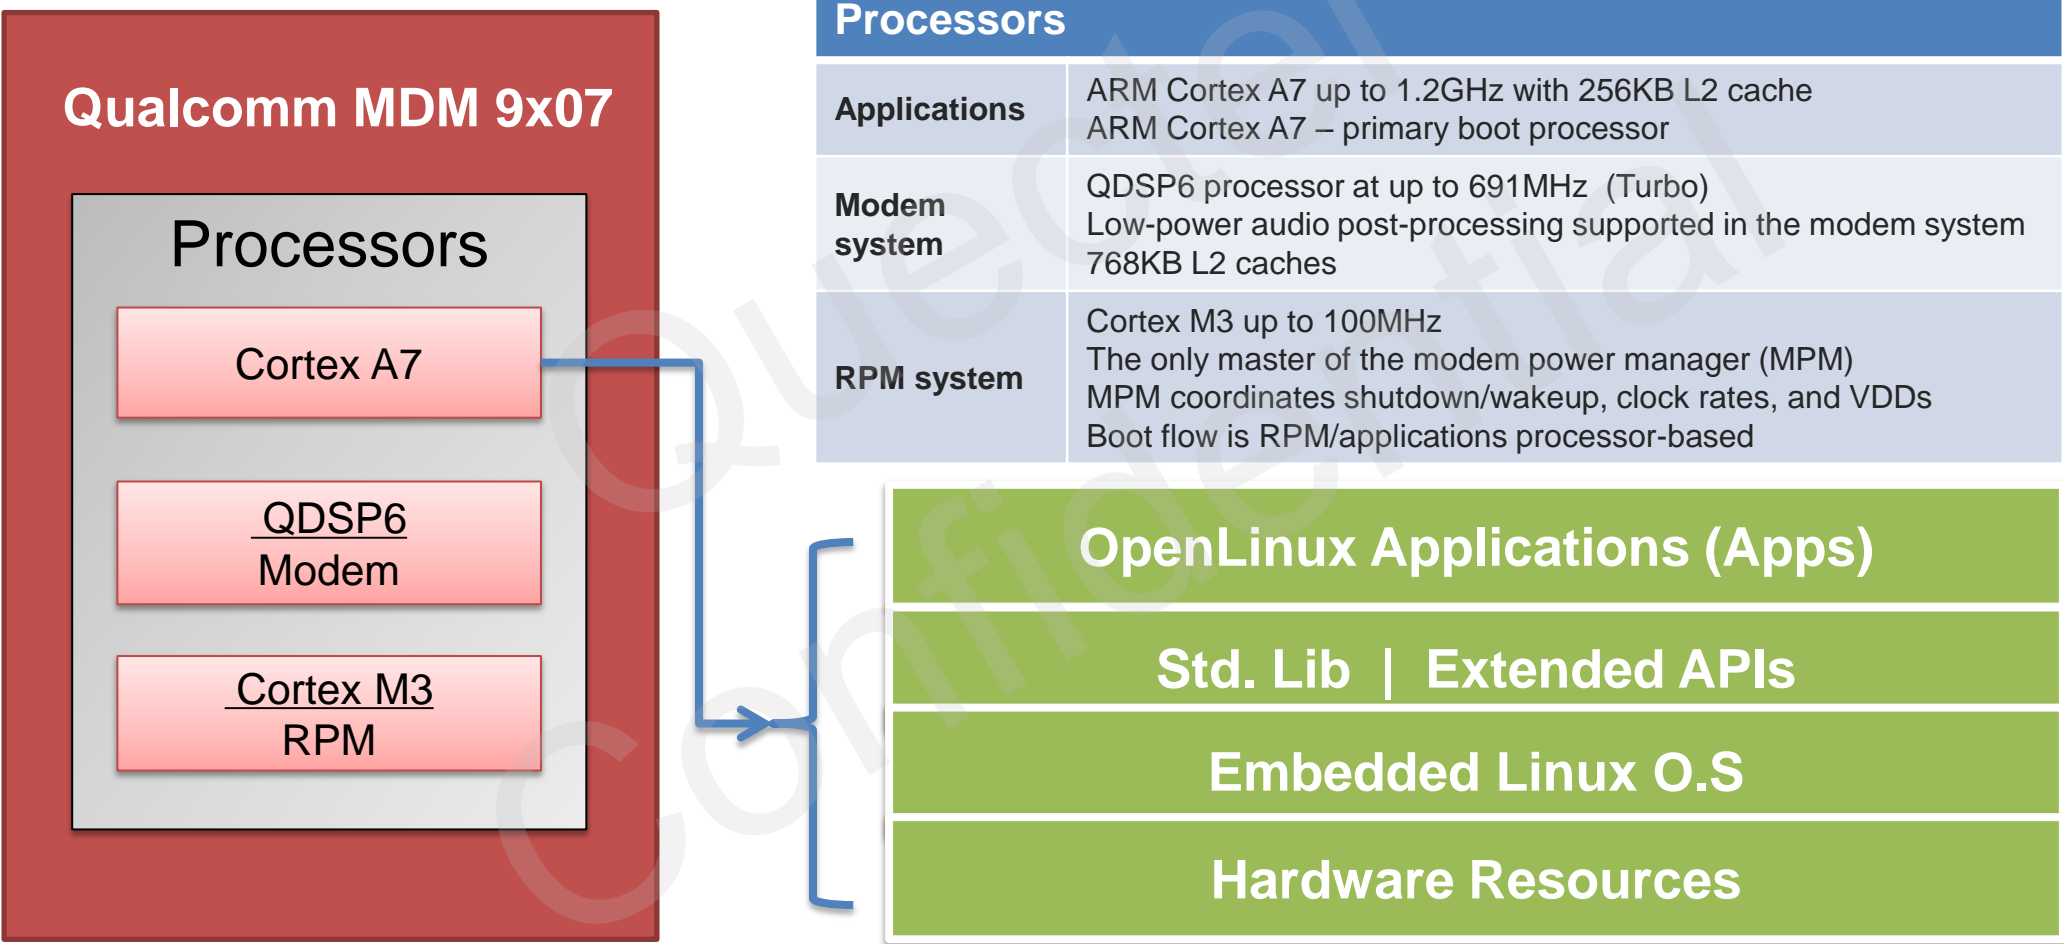 Qualcomm MDM 9x07
Processors
Cortex A7
QDSP6
Modem
Cortex M3
RPM
Processors
Applications
ARM Cortex A7 up to 1.2GHz with 256KB L2 cache
ARM Cortex A7 – primary boot processor
Modem
system
QDSP6 processor at up to 691MHz (Turbo)
Low-power audio post-processing supported in the modem system
768KB L2 caches
RPM system
Cortex M3 up to 100MHz
The only master of the modem power manager (MPM)
MPM coordinates shutdown/wakeup, clock rates, and VDDs
Boot flow is RPM/applications processor-based
OpenLinux Applications (Apps)
Std. Lib | Extended APIs
Embedded Linux O.S
Hardware Resources
Quectel
Confidential